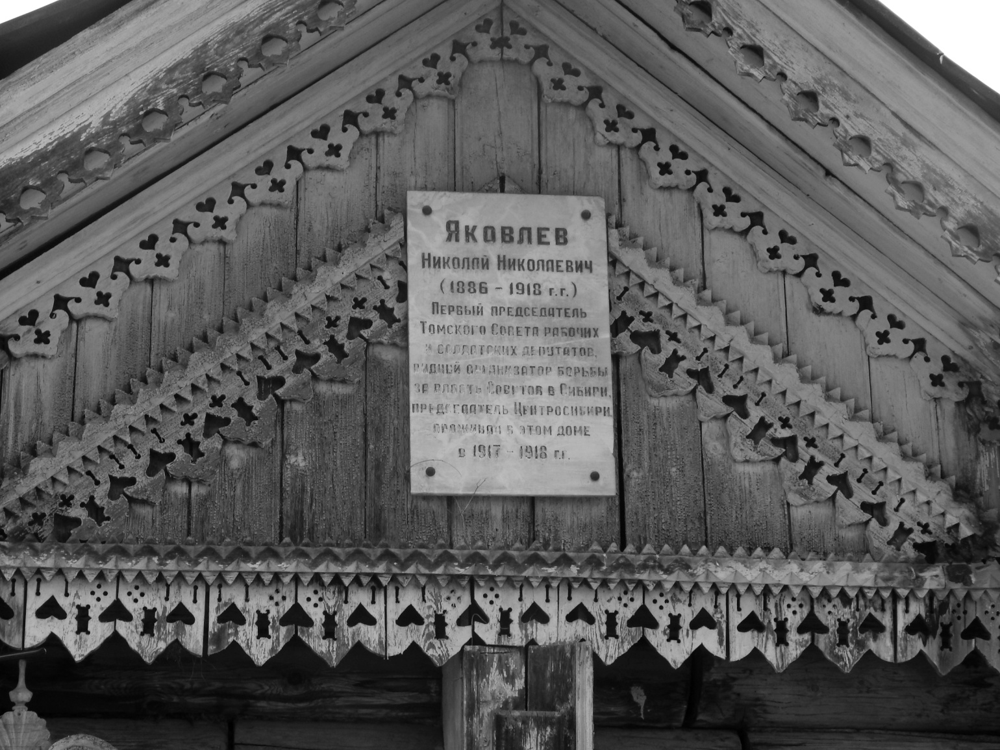 Яковлев
Николай Николаевич
(1886 - 1918 г.г.)
Первый председатель
Томского Совета рабочих
и солдатских депутатов,
видный организатор борьбы
за власть Советов в Сибири,
председатель Центросибири,
проживал в этом доме
в 1917 - 1918 г.г.